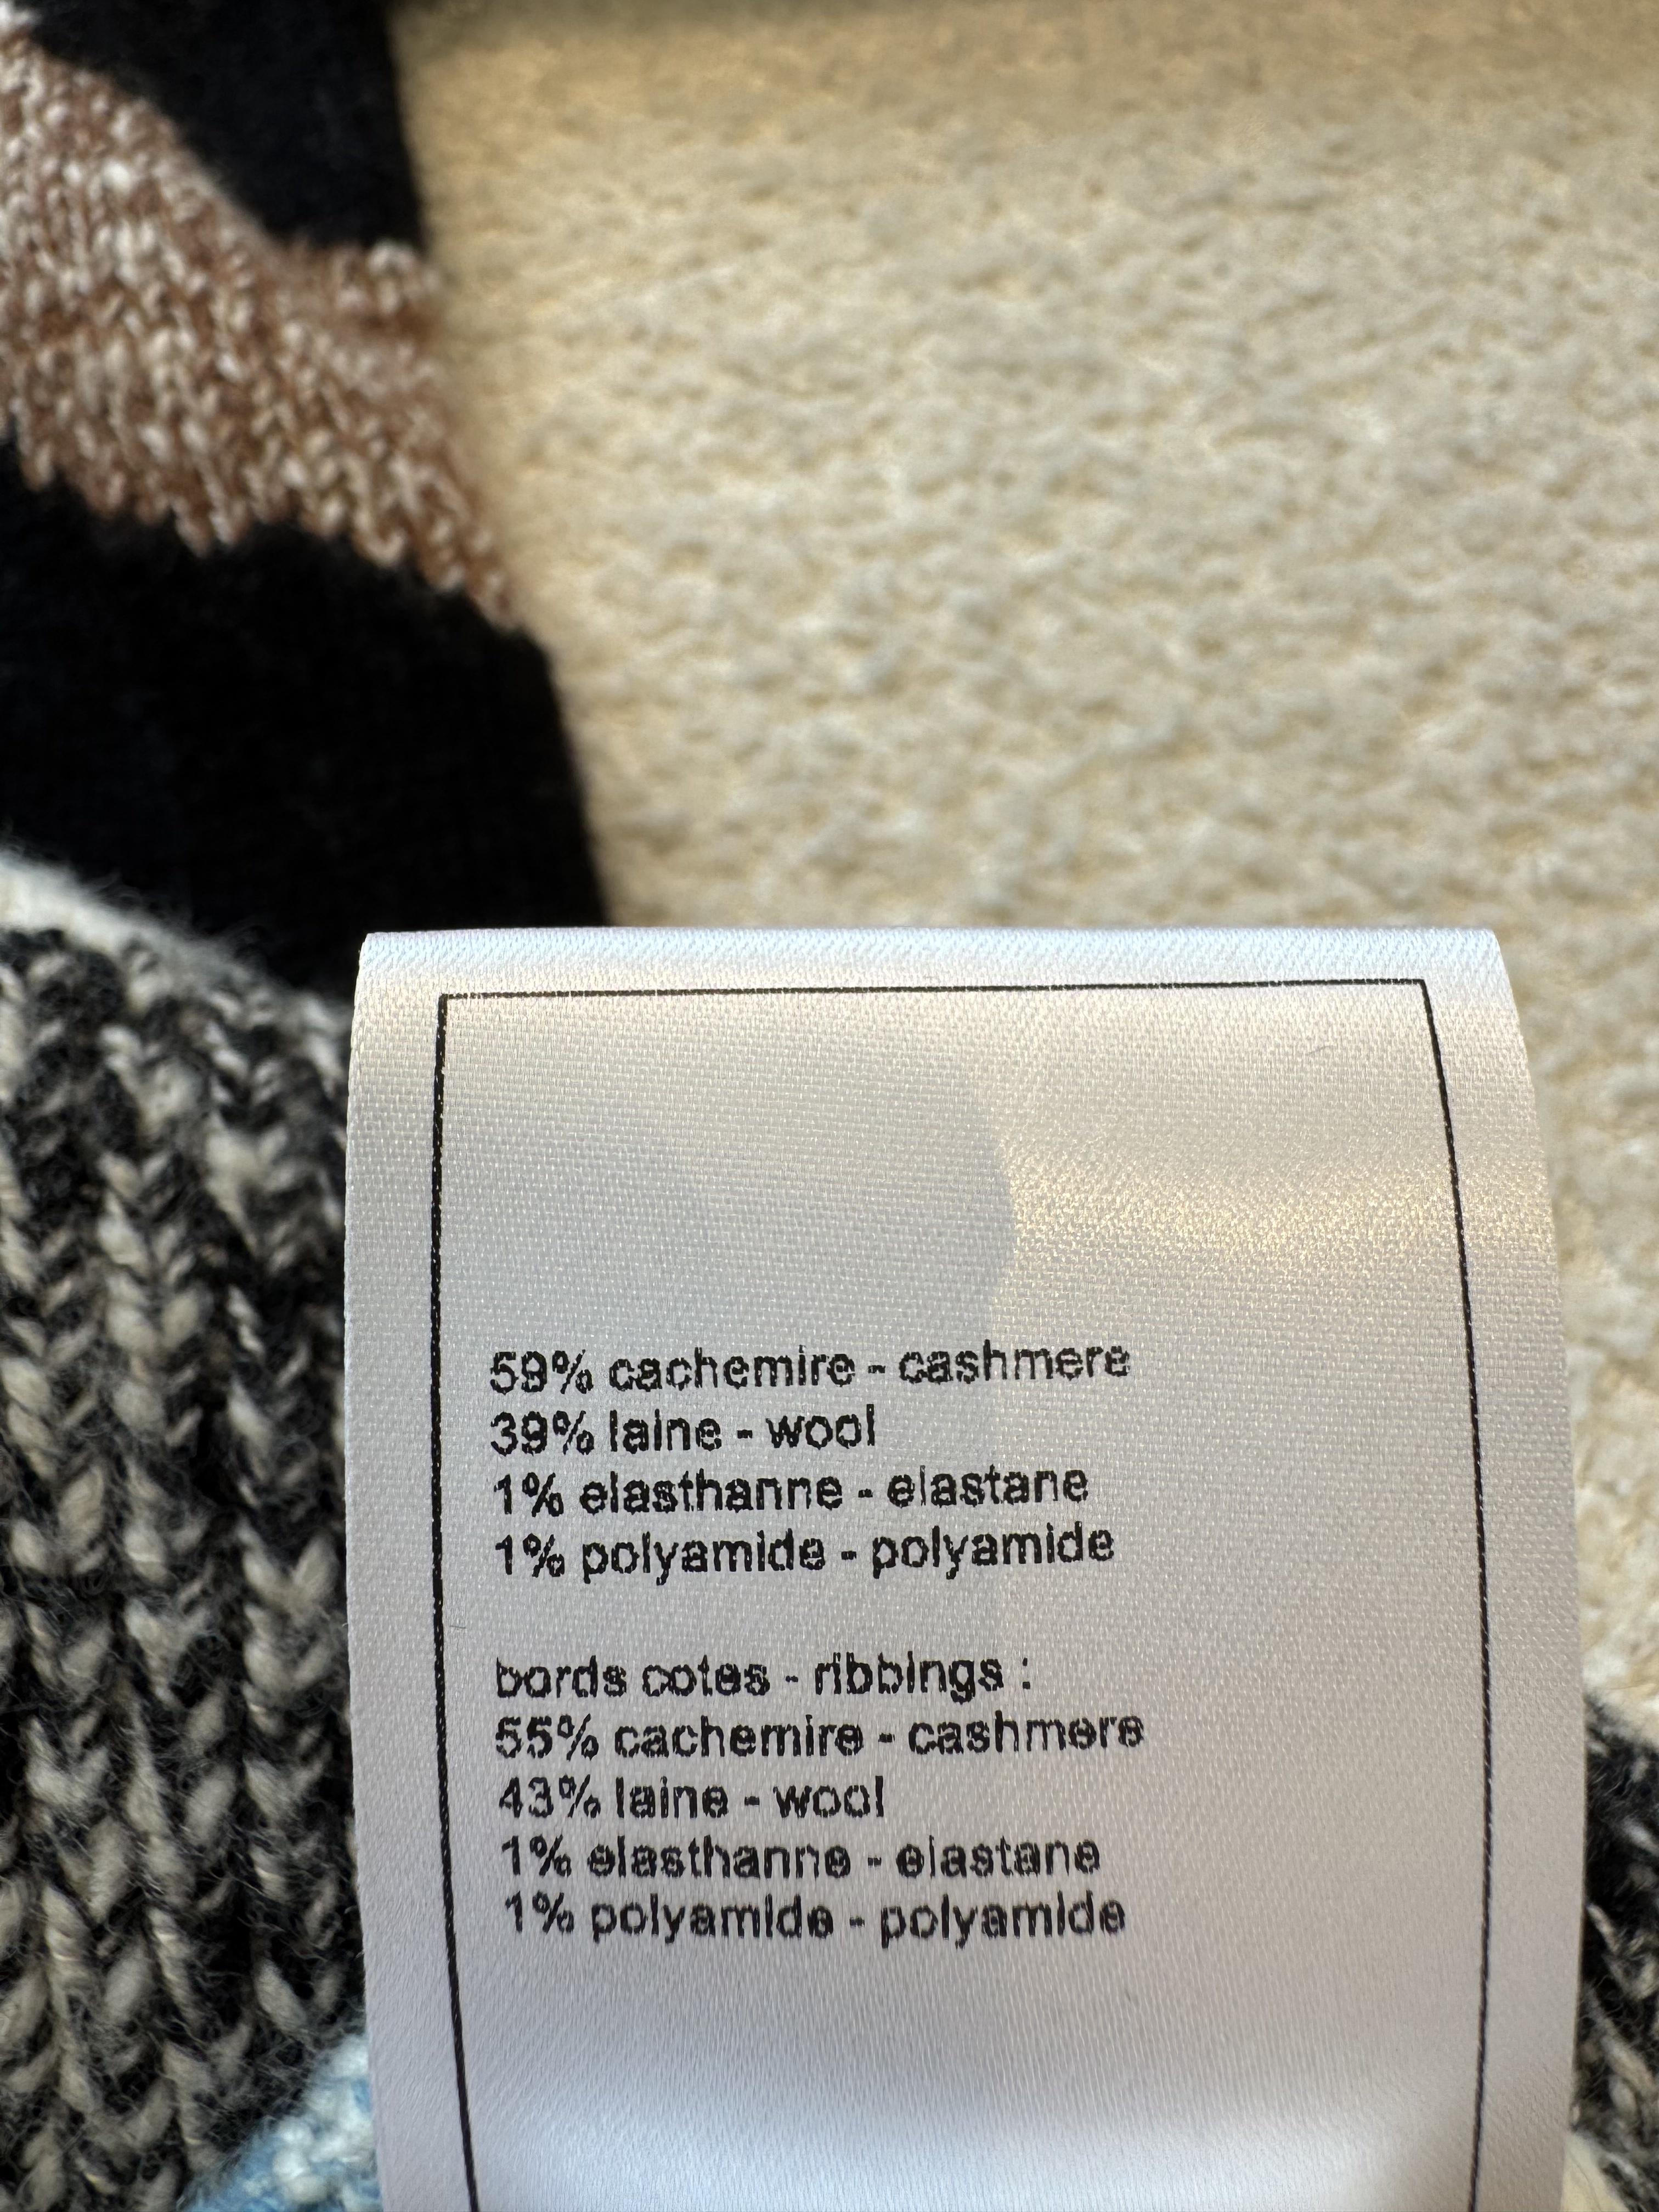 59% cachemire - cashmere
39% laine - wool
1% elasthanne - elastane
1% polyamide - polyamide
bords cotes - ribbings :
55% cachemire - cashmere
43% laine - wool
1% elasthanne - elastane
1% polyamide - polyamide